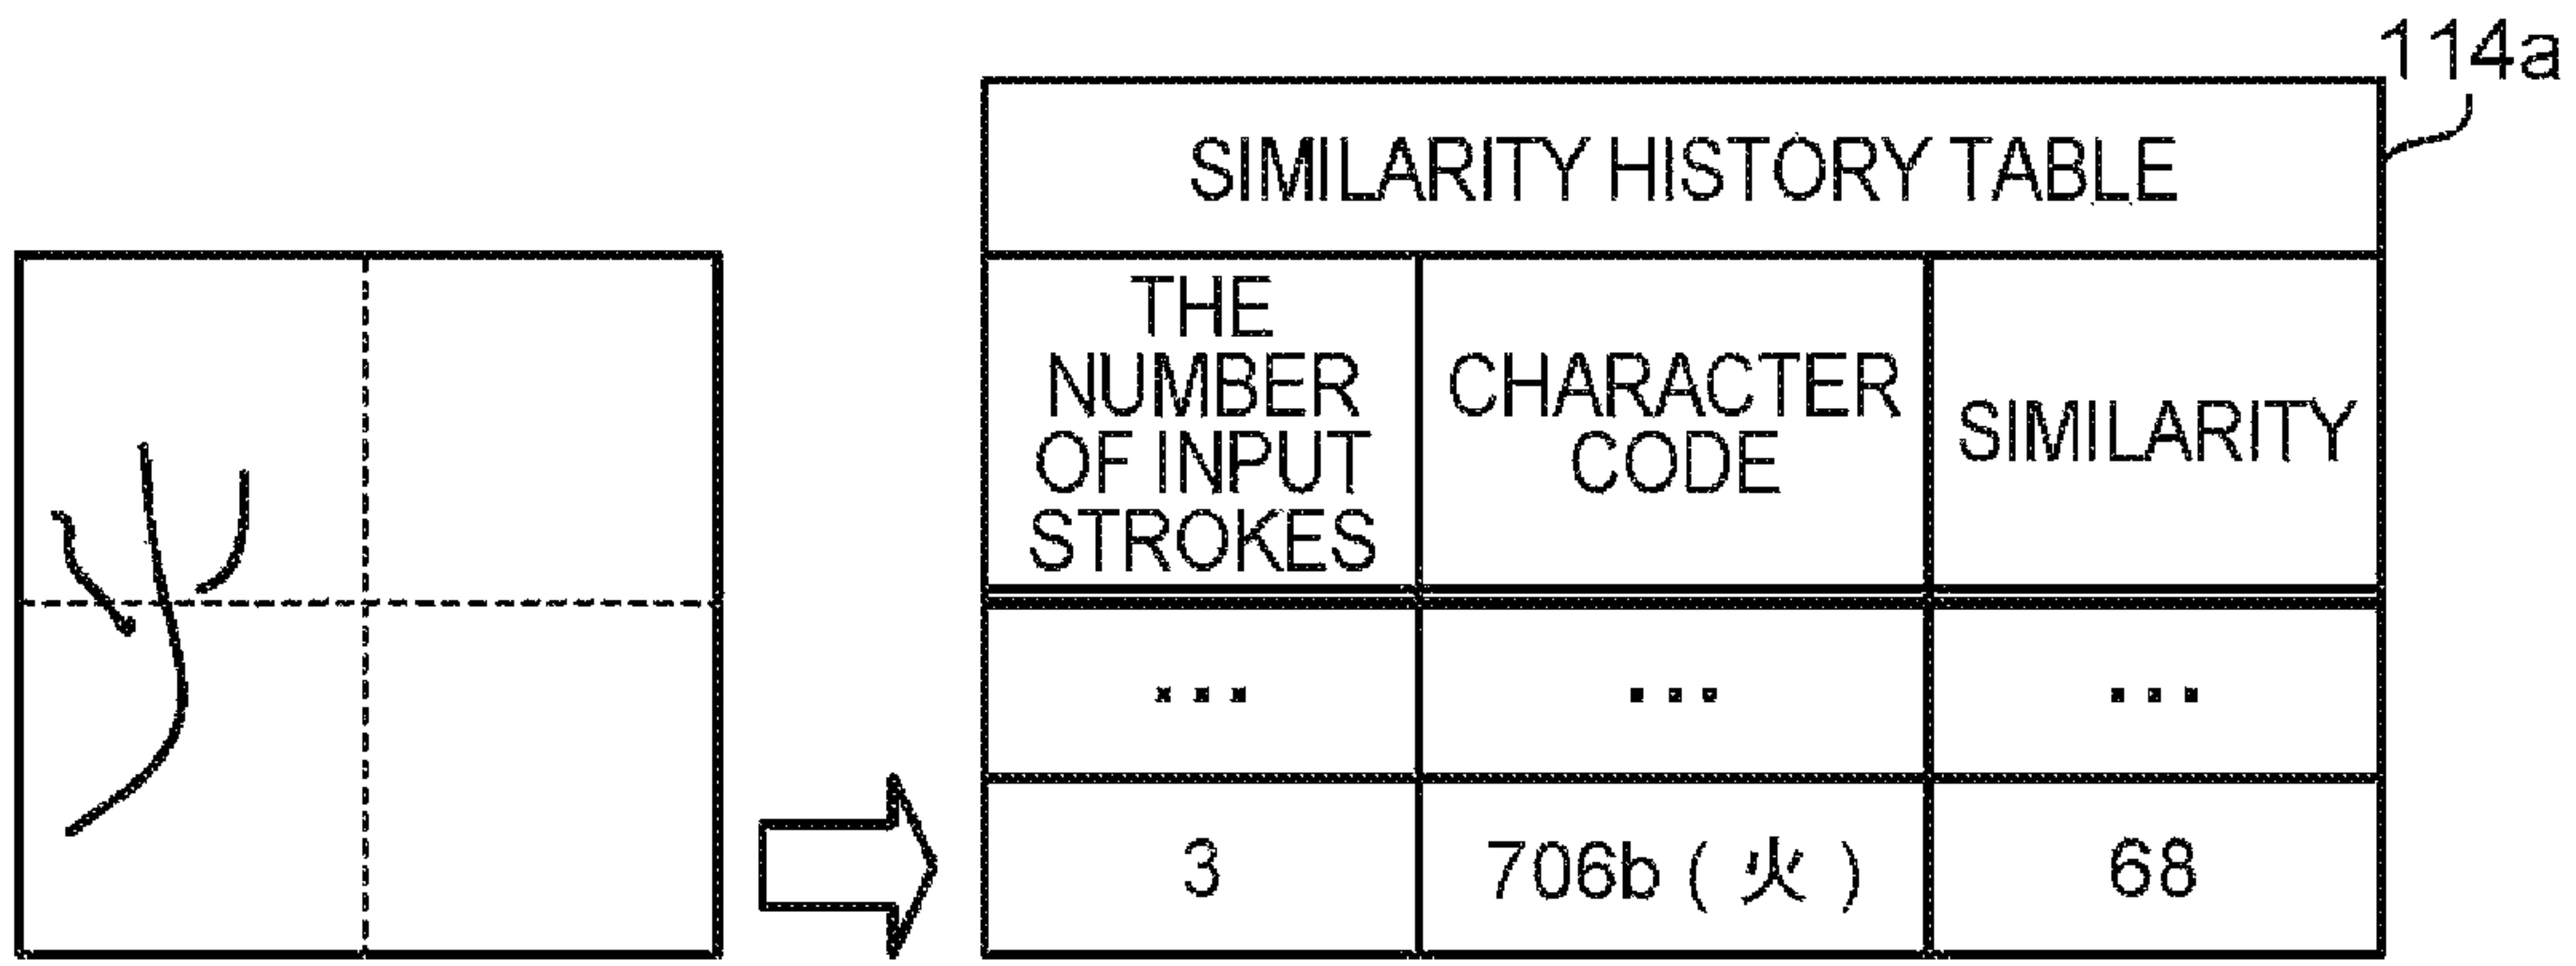 114a
SIMILARITY HISTORY TABLE
THE
NUMBER
OF INPUT
STROKES
CHARACTER
CODE
SIMILARITY
... ... ...
3 706b ( 火 ) 68